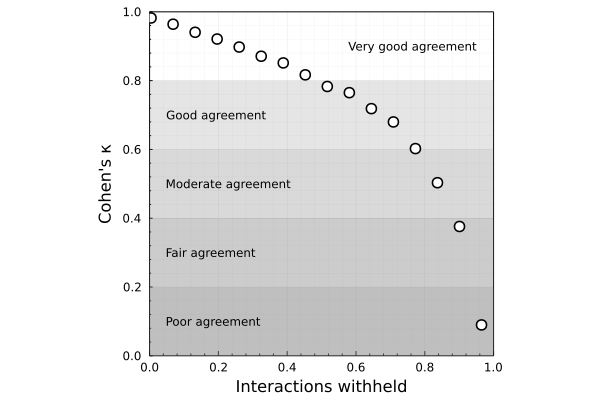 1.0
Very good agreement
0.8
Good agreement
0.6
Moderate agreement
0.4
Fair agreement
0.2
Poor agreement
0.0
Cohen's κ
0.0 0.2 0.4 0.6 0.8 1.0
Interactions withheld